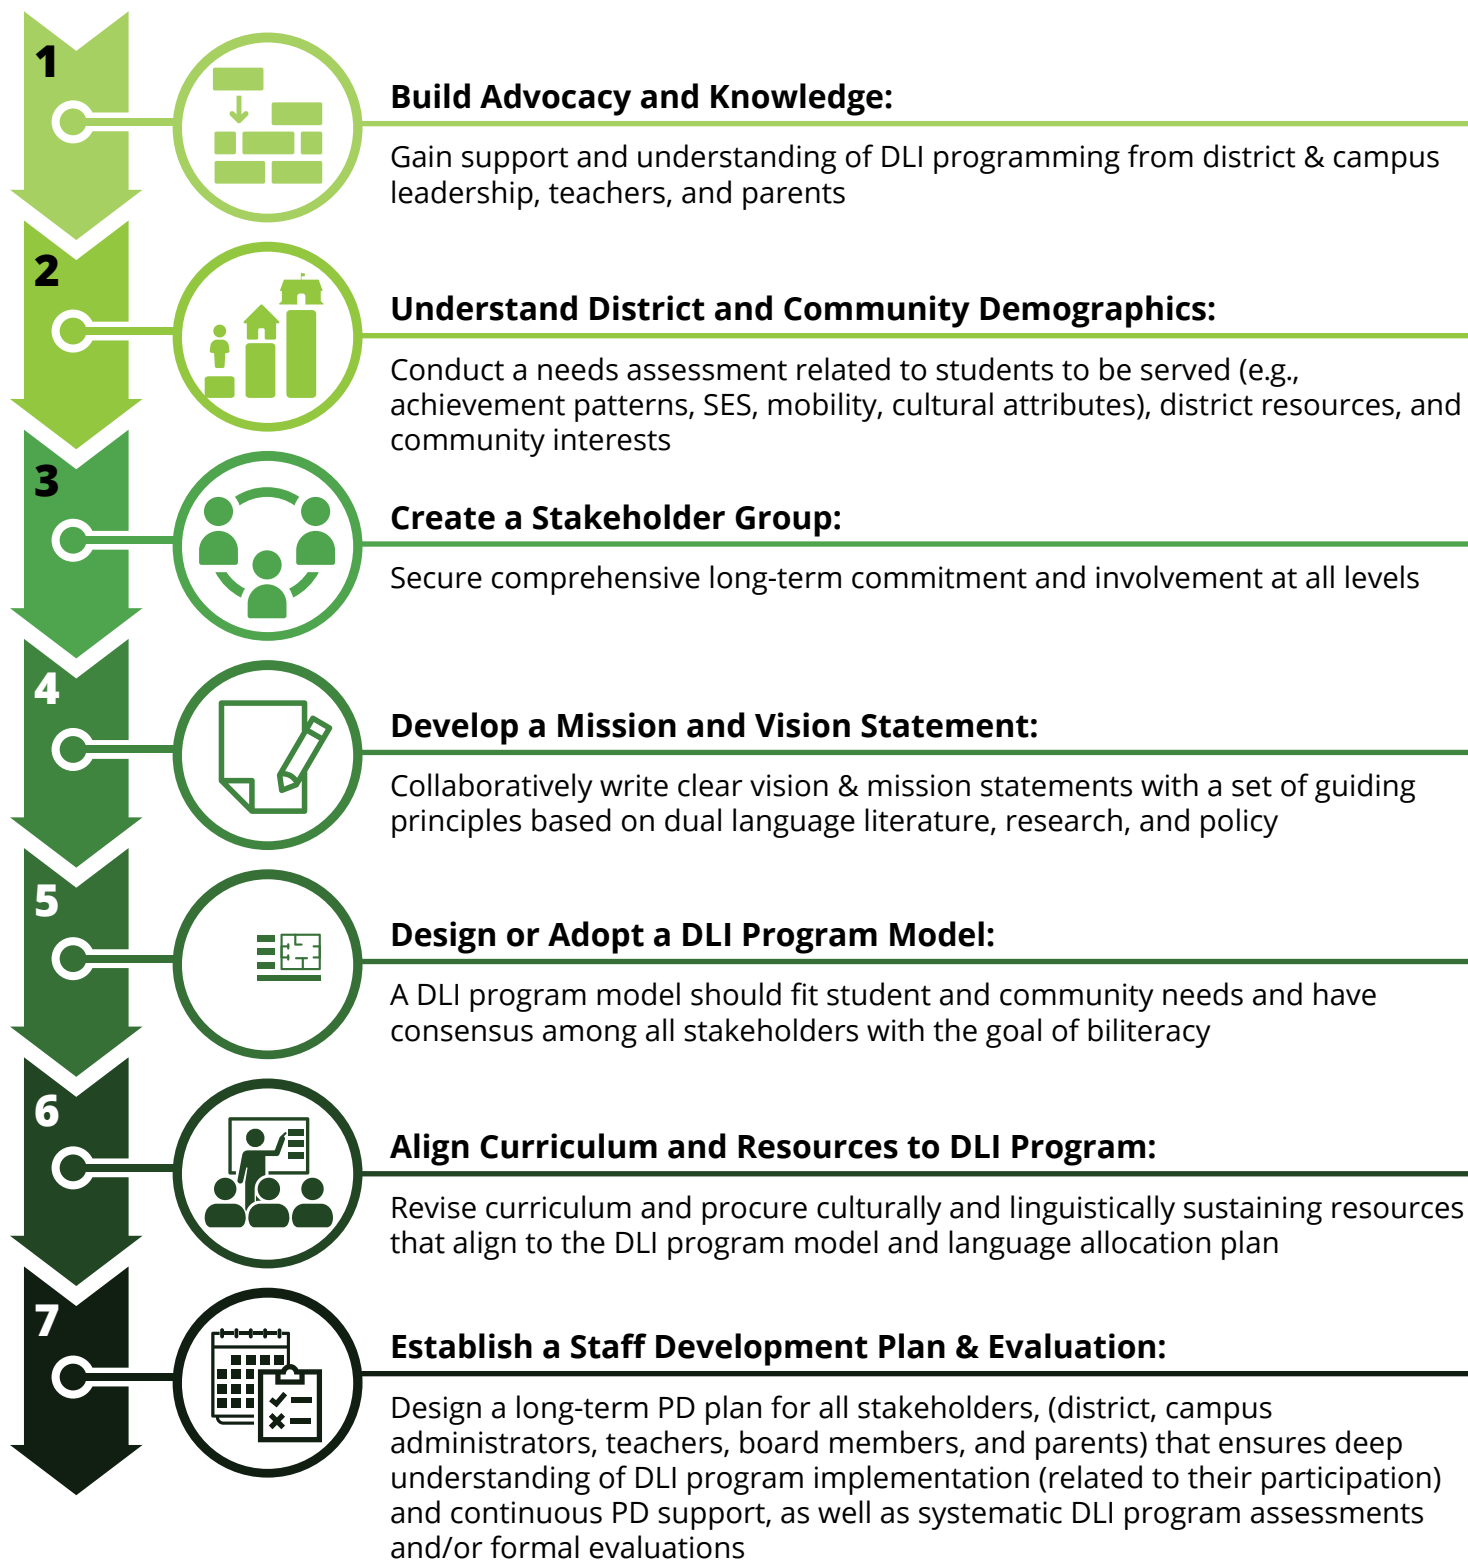 1
Build Advocacy and Knowledge:
Gain support and understanding of DLI programming from district & campus
leadership, teachers, and parents
2
Understand District and Community Demographics:
Conduct a needs assessment related to students to be served (e.g.,
achievement patterns, SES, mobility, cultural attributes), district resources, and
community interests
3
Create a Stakeholder Group:
Secure comprehensive long-term commitment and involvement at all levels
4
Develop a Mission and Vision Statement:
Collaboratively write clear vision & mission statements with a set of guiding
principles based on dual language literature, research, and policy
5
Design or Adopt a DLI Program Model:
A DLI program model should fit student and community needs and have
consensus among all stakeholders with the goal of biliteracy
6
Align Curriculum and Resources to DLI Program:
Revise curriculum and procure culturally and linguistically sustaining resources
that align to the DLI program model and language allocation plan
7
Establish a Staff Development Plan & Evaluation:
Design a long-term PD plan for all stakeholders, (district, campus
administrators, teachers, board members, and parents) that ensures deep
understanding of DLI program implementation (related to their participation)
and continuous PD support, as well as systematic DLI program assessments
and/or formal evaluations